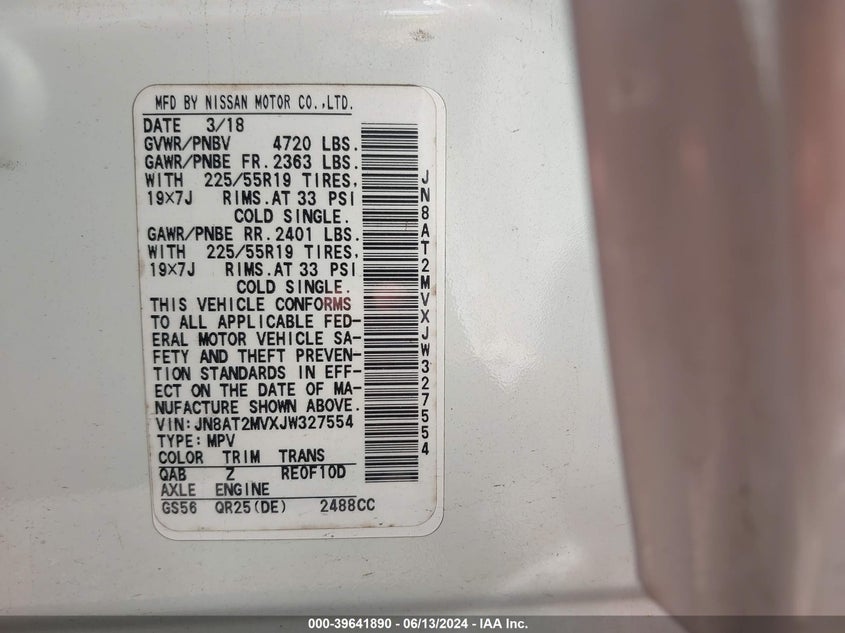 MFD BY NISSAN MOTOR CO.,LTD.
DATE 3/18
GVWR/PNBV 4720 LBS.
GAWR/PNBE FR.2363 LBS.
WITH 225/55R19 TIRES,
19×7J RIMS.AT 33 PSI
COLD SINGLE.
GAWR/PNBE RR.2401 LBS.
WITH 225/55R19 TIRES,
19×7J RIMS.AT 33 PSI
COLD SINGLE.
THIS VEHICLE CONFORMS
TO ALL APPLICABLE FED-
ERAL MOTOR VEHICLE SA-
FETY AND THEFT PREVEN-
TION STANDARDS IN EFF-
ECT ON THE DATE OF MA-
NUFACTURE SHOWN ABOVE.
VIN:JN8AT2MVXJW327554
TYPE:MPV
COLOR TRIM TRANS
QAB Z RE0F10D
AXLE ENGINE
GS56 QR25(DE) 2488CC
JN8AT2MVXJW327554
000-39641890 - 06/13/2024 - IAA Inc.